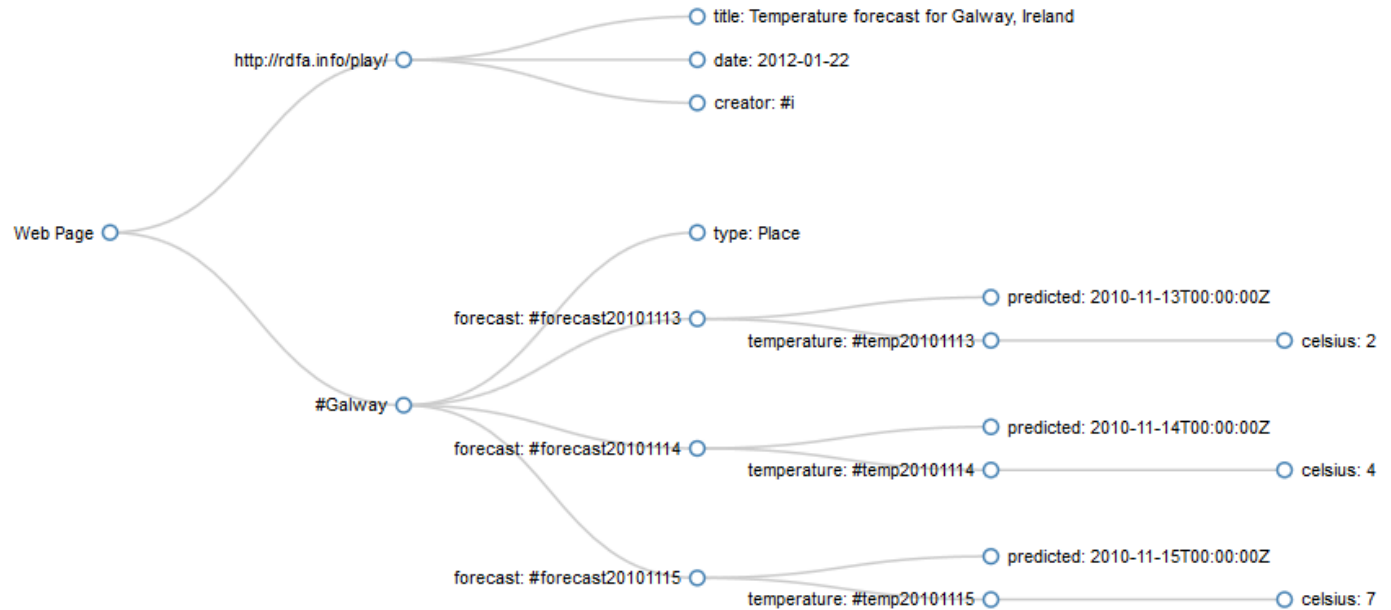 title: Temperature forecast for Galway, Ireland
http://rdfa.info/play/
date: 2012-01-22
creator: #i
Web Page
type: Place
predicted: 2010-11-13T00:00:00Z
forecast: #forecast20101113
temperature: #temp20101113
celsius: 2
#Galway
predicted: 2010-11-14T00:00:00Z
forecast: #forecast20101114
temperature: #temp20101114
celsius: 4
predicted: 2010-11-15T00:00:00Z
forecast: #forecast20101115
temperature: #temp20101115
celsius: 7